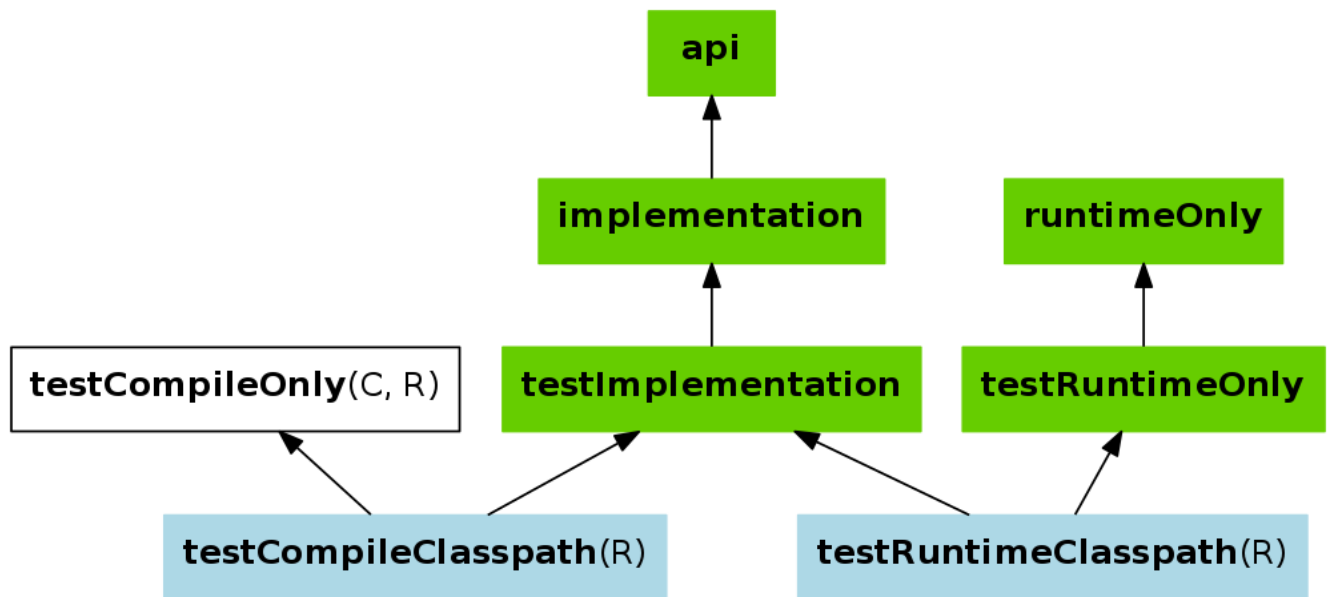 api
implementation
runtimeOnly
testCompileOnly(C, R)
testImplementation
testRuntimeOnly
testCompileClasspath(R)
testRuntimeClasspath(R)